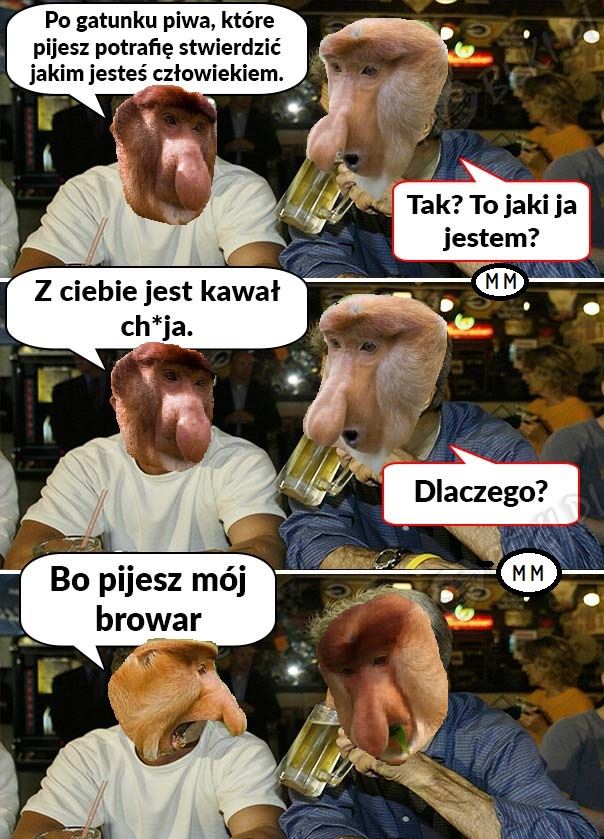 Po gatunku piwa, które
pijesz potrafię stwierdzić
jakim jesteś człowiekiem.
Tak? To jaki ja
jestem?
MM
Z ciebie jest kawał
ch*ja.
Dlaczego?
MM
Bo pijesz mój
browar